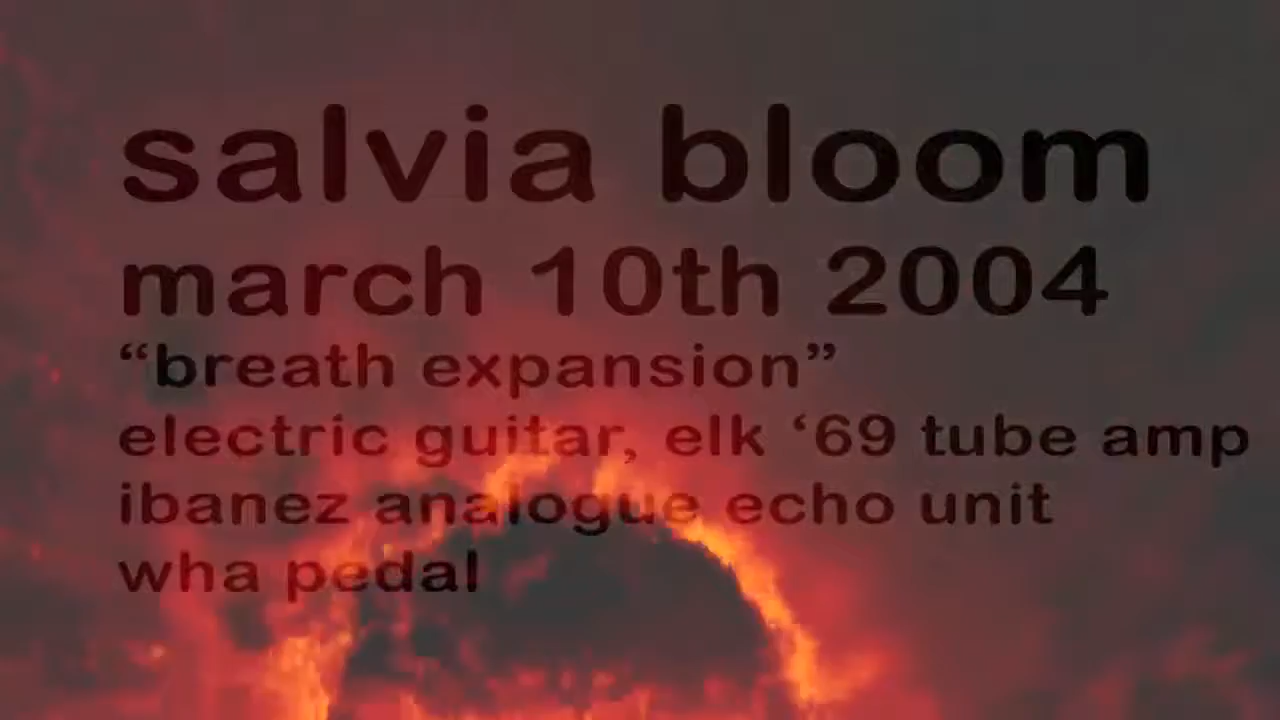 salvia bloom
march 10th 2004
“breath expansion”
electric guitar, elk ‘69 tube amp
ibanez analogue echo unit
wha pedal